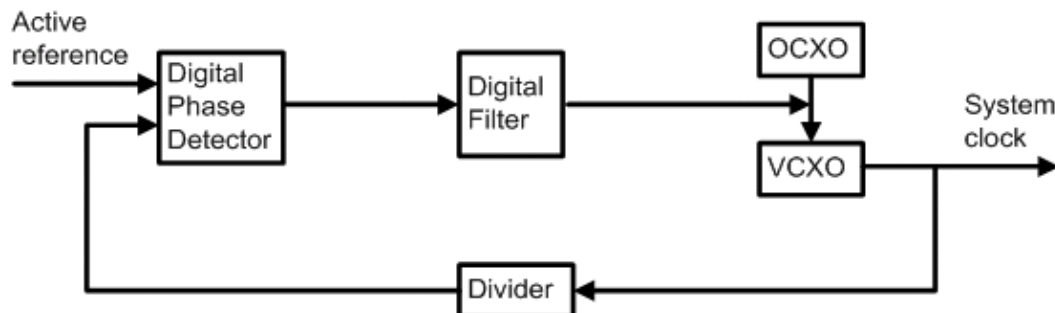 Active
reference
Digital
Phase
Detector
Digital
Filter
OCXO
VCXO
System
clock
Divider